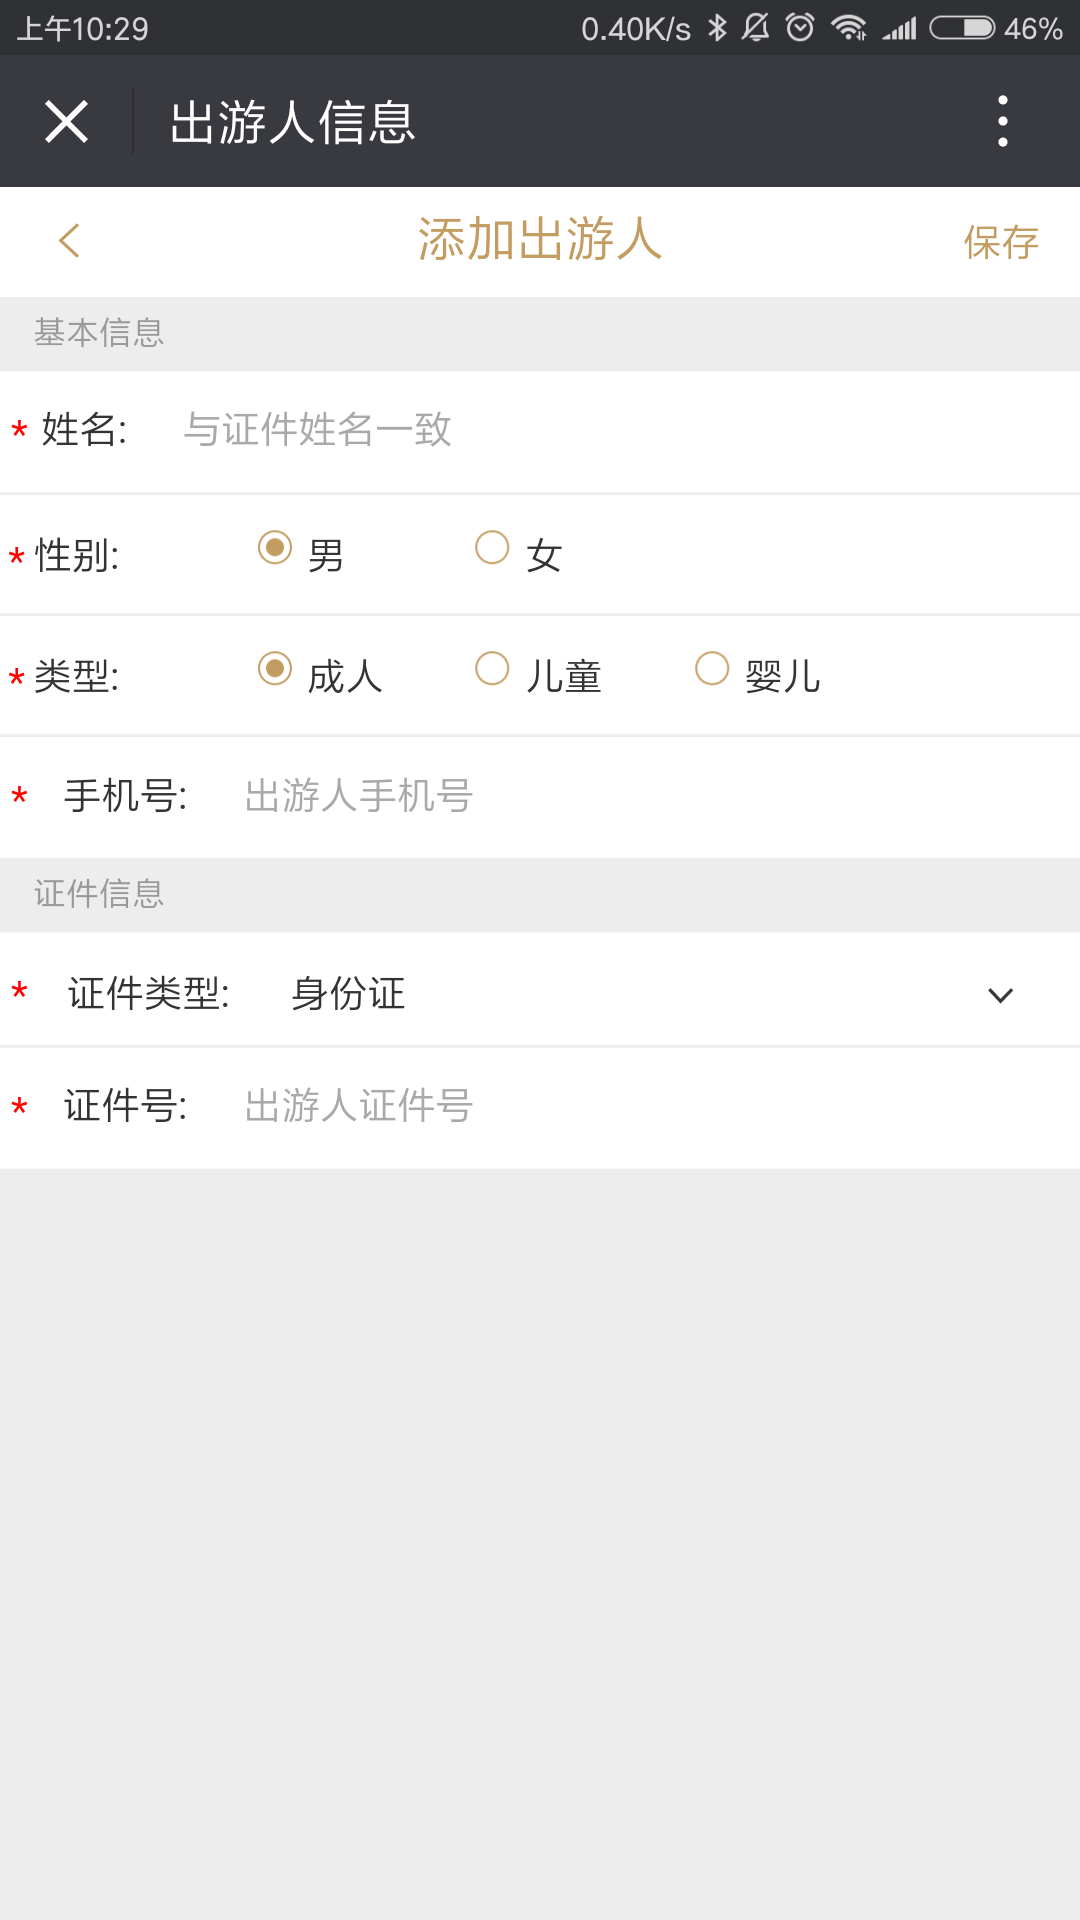 上午10:29 0.40K/s 46%
出游人信息
添加出游人 保存
基本信息
* 姓名: 与证件姓名一致
* 性别: 男 女
* 类型: 成人 儿童 婴儿
* 手机号: 出游人手机号
证件信息
* 证件类型: 身份证
* 证件号: 出游人证件号